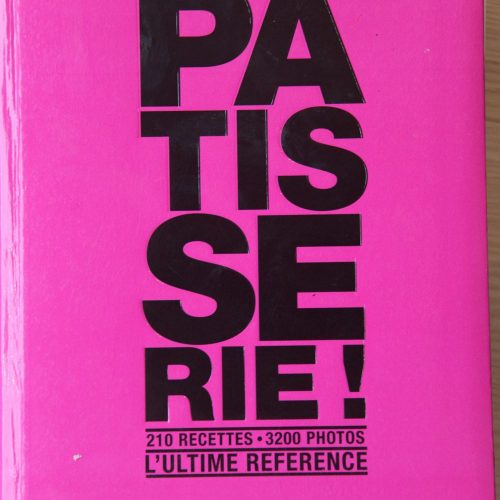 PA
TIS
SE
RIE !
210 RECETTES • 3200 PHOTOS
L'ULTIME REFERENCE